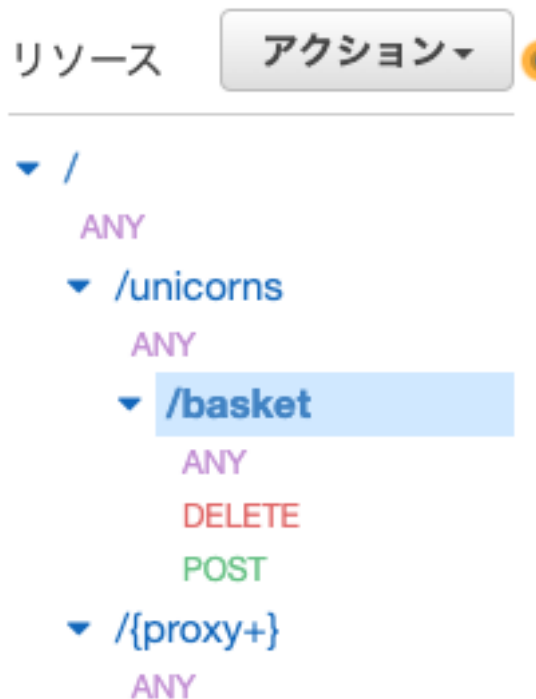 リソース アクション
/
ANY
/unicorns
ANY
/basket
ANY
DELETE
POST
/{proxy+}
ANY